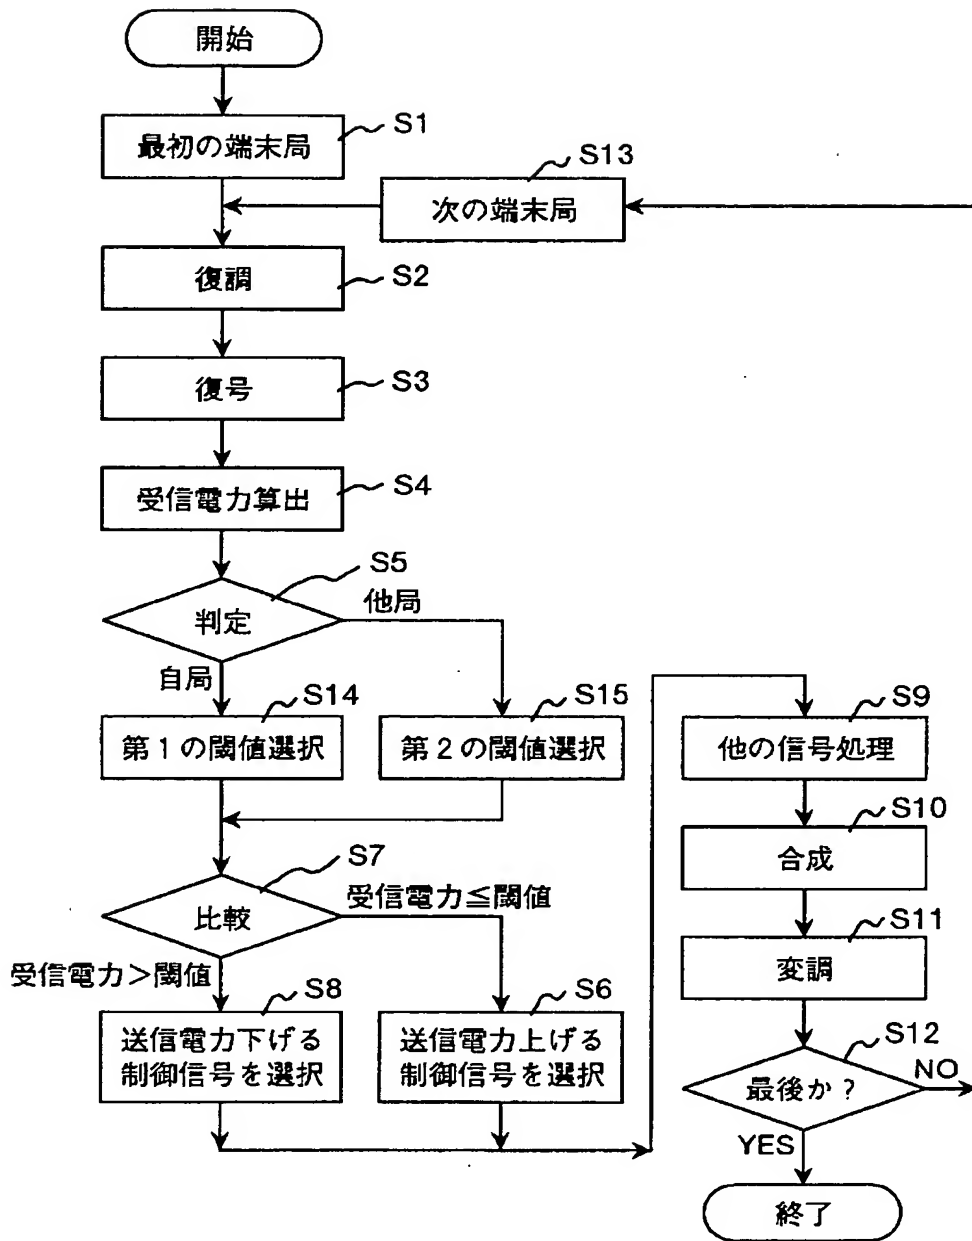 開始
最初の端末局
S1
次の端末局
S13
復調
S2
復号
S3
受信電力算出
S4
判定
S5
他局
自局
第1の閾値選択
S14
第2の閾値選択
S15
比較
S7
受信電力≦閾値
受信電力>閾値
送信電力下げる
制御信号を選択
S8
送信電力上げる
制御信号を選択
S6
他の信号処理
S9
合成
S10
変調
S11
最後か?
S12
NO
YES
終了